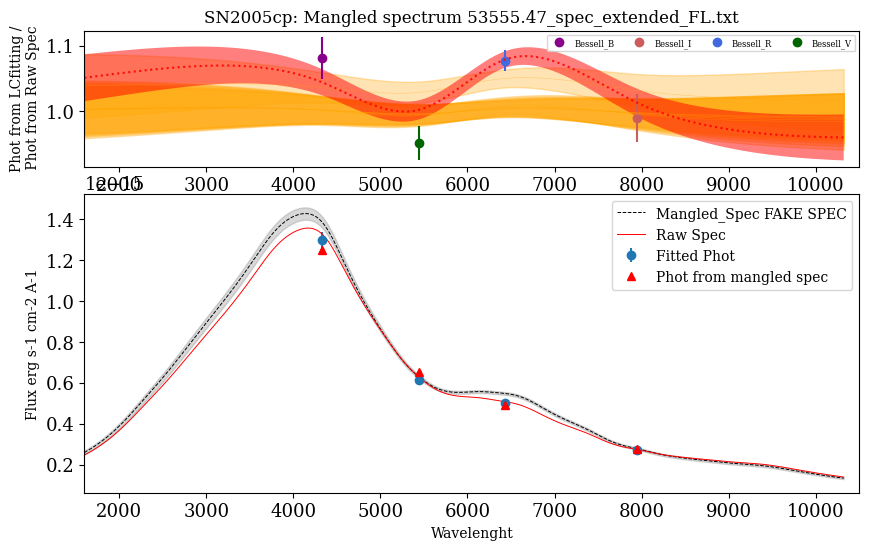 SN2005cp: Mangled spectrum 53555.47_spec_extended_FL.txt
Phot from LCfitting /
Phot from Raw Spec
1.1
1.0
Bessell_B
Bessell_I
Bessell_R
Bessell_V
2000 3000 4000 5000 6000 7000 8000 9000 10000
1e−15
Flux erg s-1 cm-2 A-1
1.4
1.2
1.0
0.8
0.6
0.4
0.2
Mangled_Spec FAKE SPEC
Raw Spec
Fitted Phot
Phot from mangled spec
2000 3000 4000 5000 6000 7000 8000 9000 10000
Wavelenght